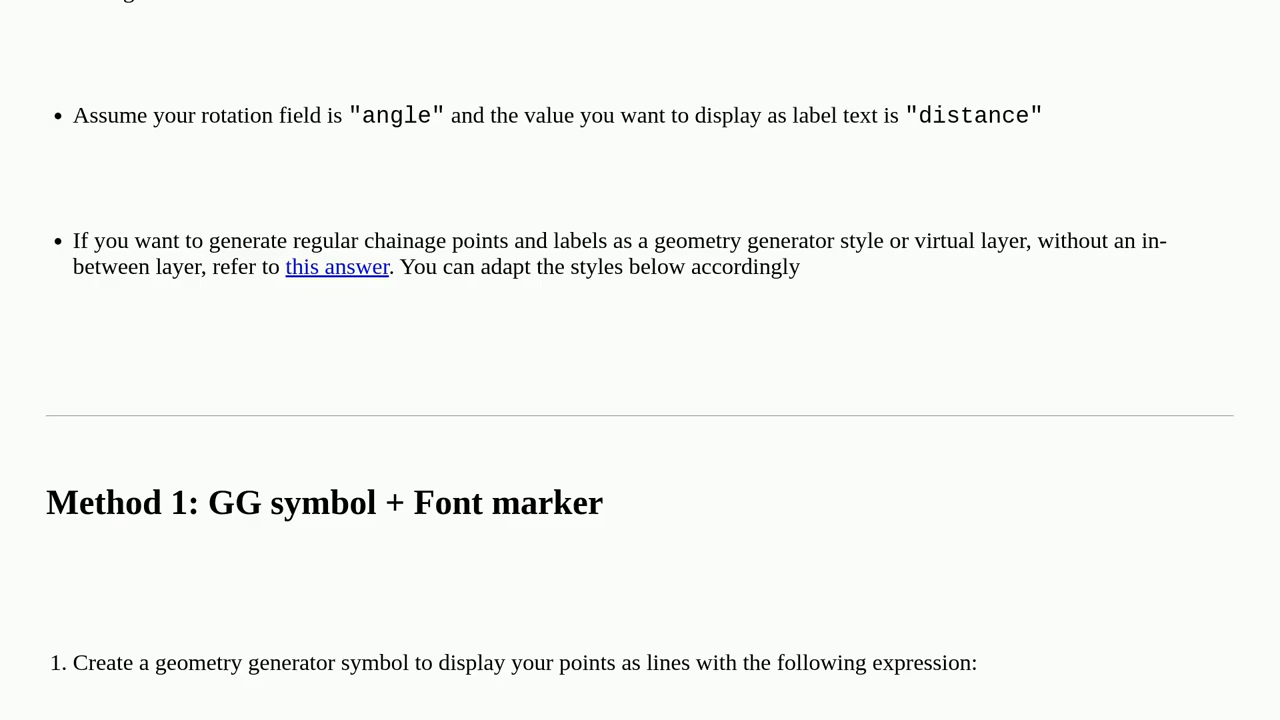 • Assume your rotation field is "angle" and the value you want to display as label text is "distance"
• If you want to generate regular chainage points and labels as a geometry generator style or virtual layer, without an in-
between layer, refer to this answer. You can adapt the styles below accordingly
Method 1: GG symbol + Font marker
1. Create a geometry generator symbol to display your points as lines with the following expression: